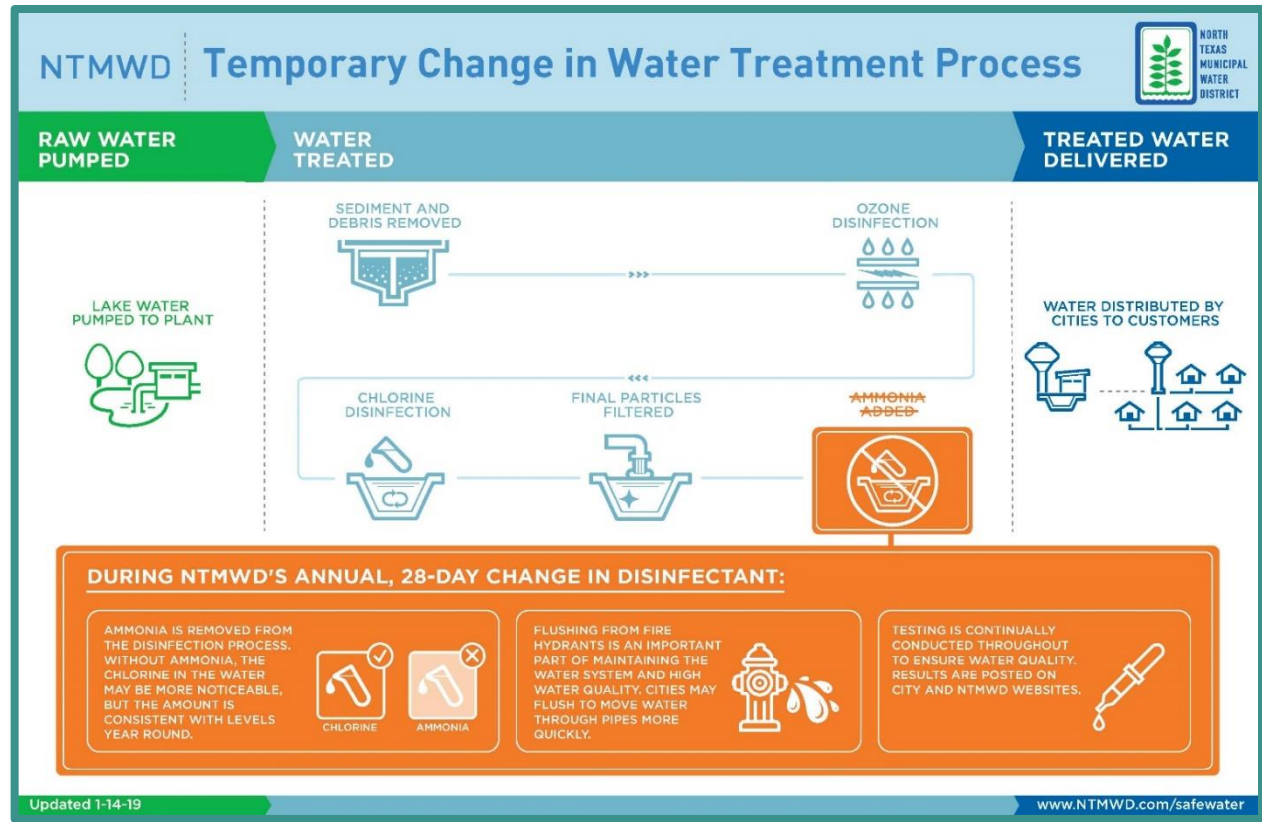 NTMWD
Temporary Change in Water Treatment Process
NORTH
TEXAS
MUNICIPAL
WATER
DISTRICT
RAW WATER
PUMPED
WATER
TREATED
TREATED WATER
DELIVERED
LAKE WATER
PUMPED TO PLANT
SEDIMENT AND
DEBRIS REMOVED
OZONE
DISINFECTION
CHLORINE
DISINFECTION
FINAL PARTICLES
FILTERED
AMMONIA
ADDED
WATER DISTRIBUTED BY
CITIES TO CUSTOMERS
DURING NTMWD'S ANNUAL, 28-DAY CHANGE IN DISINFECTANT:
AMMONIA IS REMOVED FROM
THE DISINFECTION PROCESS.
WITHOUT AMMONIA, THE
CHLORINE IN THE WATER
MAY BE MORE NOTICEABLE,
BUT THE AMOUNT IS
CONSISTENT WITH LEVELS
YEAR ROUND.
CHLORINE
AMMONIA
FLUSHING FROM FIRE
HYDRANTS IS AN IMPORTANT
PART OF MAINTAINING THE
WATER SYSTEM AND HIGH
WATER QUALITY. CITIES MAY
FLUSH TO MOVE WATER
THROUGH PIPES MORE
QUICKLY.
TESTING IS CONTINUALLY
CONDUCTED THROUGHOUT
TO ENSURE WATER QUALITY.
RESULTS ARE POSTED ON
CITY AND NTMWD WEBSITES.
Updated 1-14-19
www.NTMWD.com/safewater